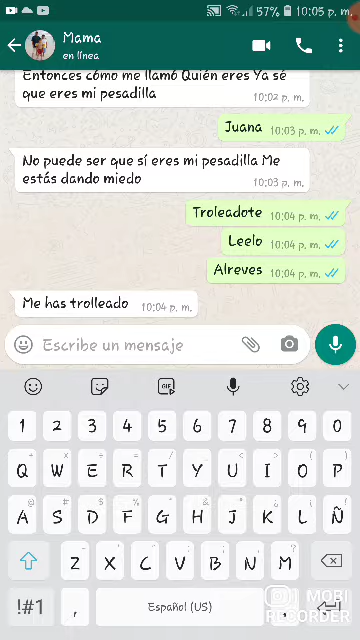 57% 10:05 p. m.
Mama
en línea
Entonces cómo me llamó Quién eres Ya sé
que eres mi pesadilla
10:02 p. m.
Juana 10:03 p. m.
No puede ser que sí eres mi pesadilla Me
estás dando miedo 10:03 p. m.
Troleadote 10:04 p. m.
Leelo 10:04 p. m.
Alreves 10:04 p. m.
Me has trolleado 10:04 p. m.
Escribe un mensaje
GIF
1 2 3 4 5 6 7 8 9 0
Q W E R T Y U I O P
A S D F G H J K L Ñ
Z X C V B N M
!#1 , Español (US) .
MOBI
RECORDER